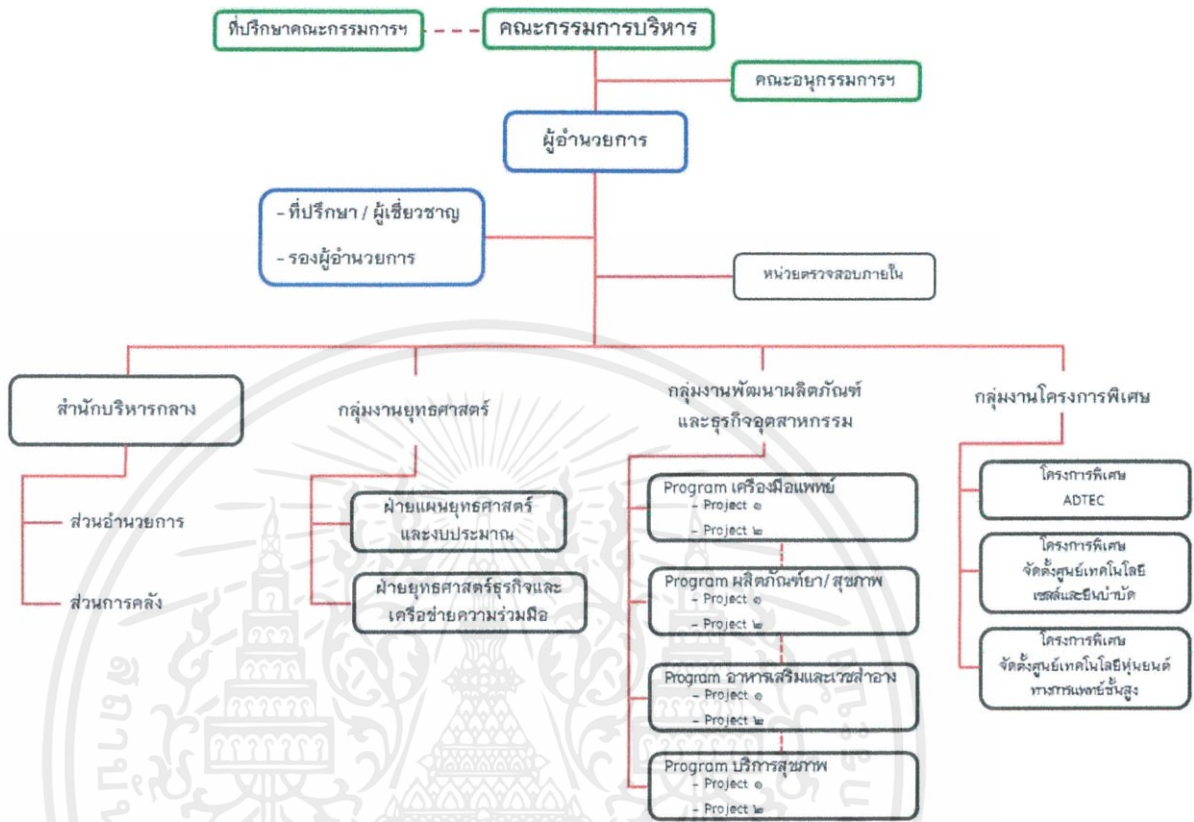 ที่ปรึกษาคณะกรรมการฯ
คณะกรรมการบริหาร
คณะอนุกรรมการฯ
ผู้อำนวยการ
- ที่ปรึกษา / ผู้เชี่ยวชาญ
- รองผู้อำนวยการ
หน่วยตรวจสอบภายใน
สำนักบริหารกลาง
ส่วนอำนวยการ
ส่วนการคลัง
กลุ่มงานยุทธศาสตร์
ฝ่ายแผนยุทธศาสตร์
และงบประมาณ
ฝ่ายยุทธศาสตร์ธุรกิจและ
เครือข่ายความร่วมมือ
กลุ่มงานพัฒนาผลิตภัณฑ์
และธุรกิจอุตสาหกรรม
Program เครื่องมือแพทย์
- Project ๑
- Project ๒
Program ผลิตภัณฑ์ยา/ สุขภาพ
- Project ๑
- Project ๒
Program อาหารเสริมและเวชสำอาง
- Project ๑
- Project ๒
Program บริการสุขภาพ
- Project ๑
- Project ๒
กลุ่มงานโครงการพิเศษ
โครงการพิเศษ
ADTEC
โครงการพิเศษ
จัดตั้งศูนย์เทคโนโลยี
เซลล์และยีนบำบัด
โครงการพิเศษ
จัดตั้งศูนย์เทคโนโลยีหุ่นยนต์
ทางการแพทย์ชั้นสูง